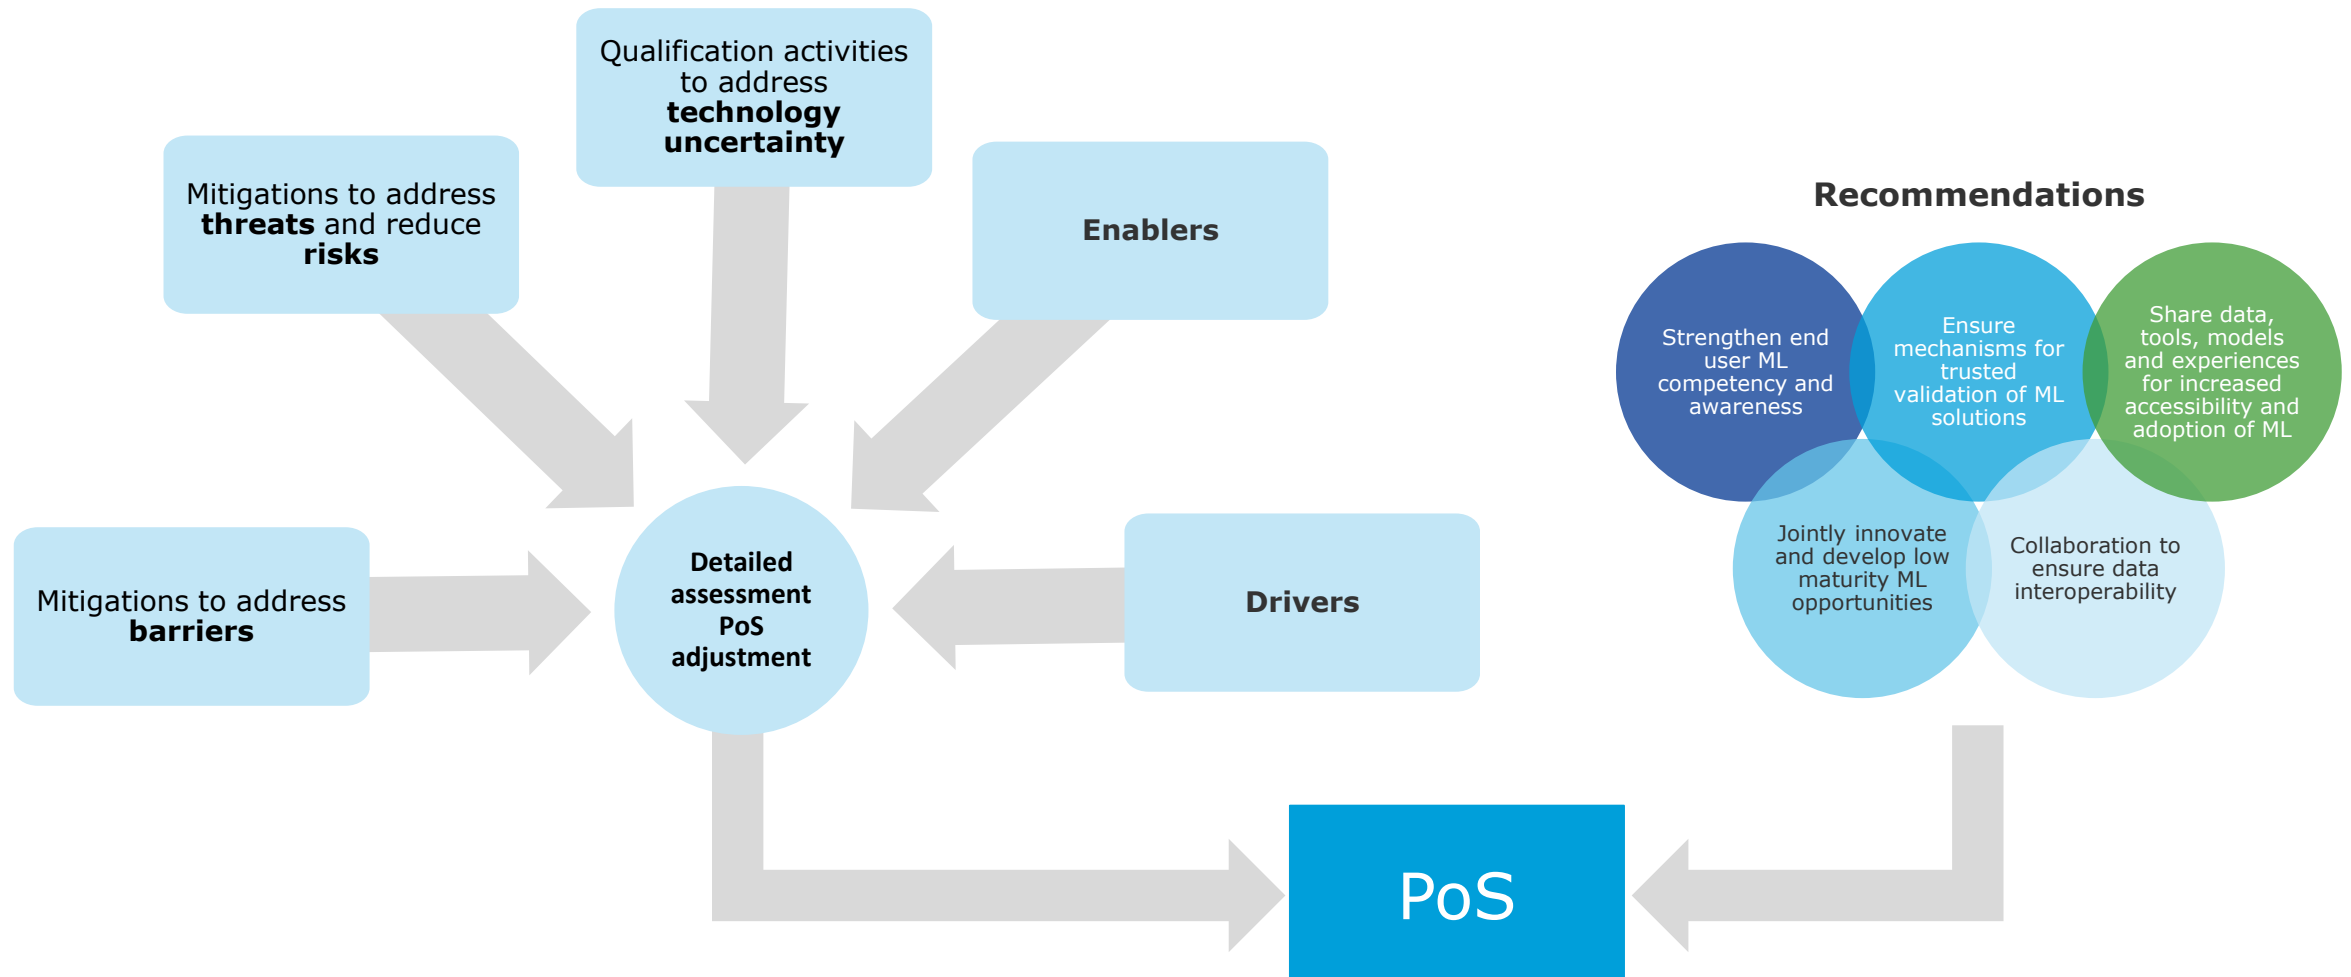 Qualification activities
to address
technology
uncertainty
Mitigations to address
threats and reduce
risks
Enablers
Mitigations to address
barriers
Detailed
assessment
PoS
adjustment
Drivers
Recommendations
Strengthen end
user ML
competency and
awareness
Ensure
mechanisms for
trusted
validation of ML
solutions
Share data,
tools, models
and experiences
for increased
accessibility and
adoption of ML
Jointly innovate
and develop low
maturity ML
opportunities
Collaboration to
ensure data
interoperability
PoS